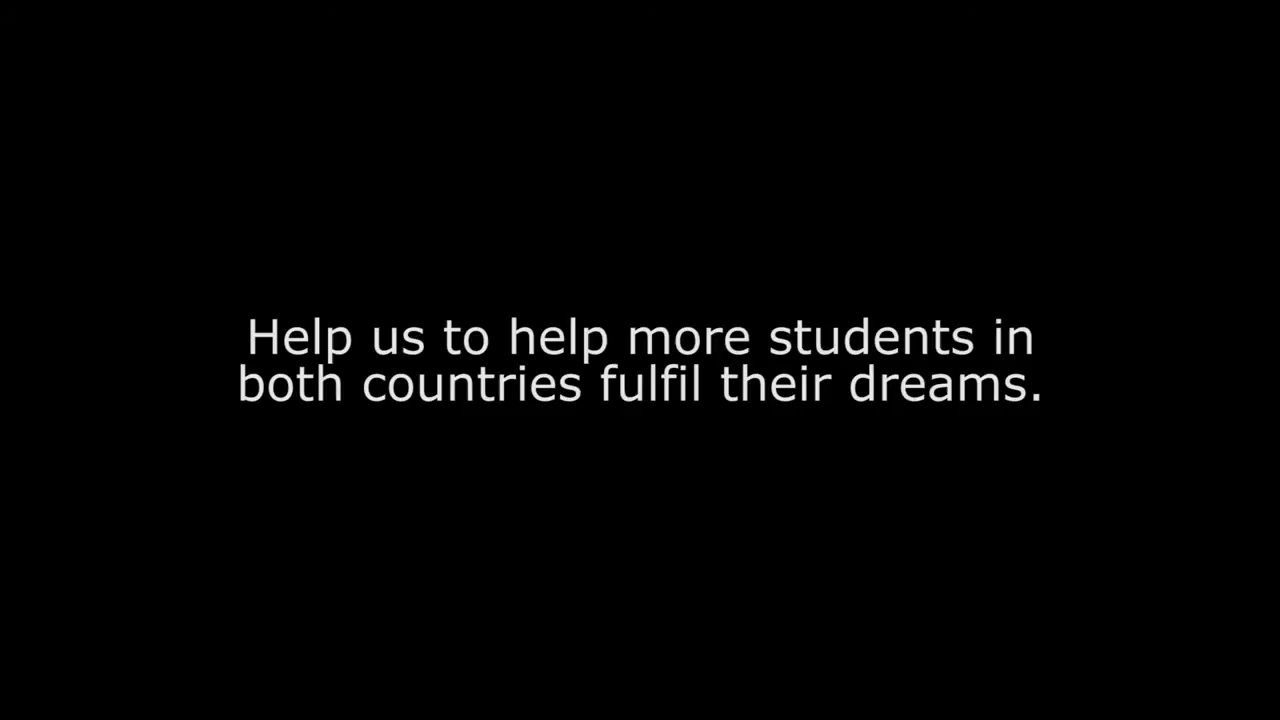 Help us to help more students in
both countries fulfil their dreams.